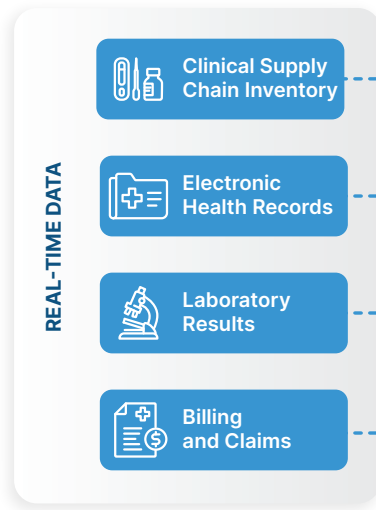 REAL-TIME DATA
Clinical Supply
Chain Inventory
Electronic
Health Records
Laboratory
Results
Billing
and Claims